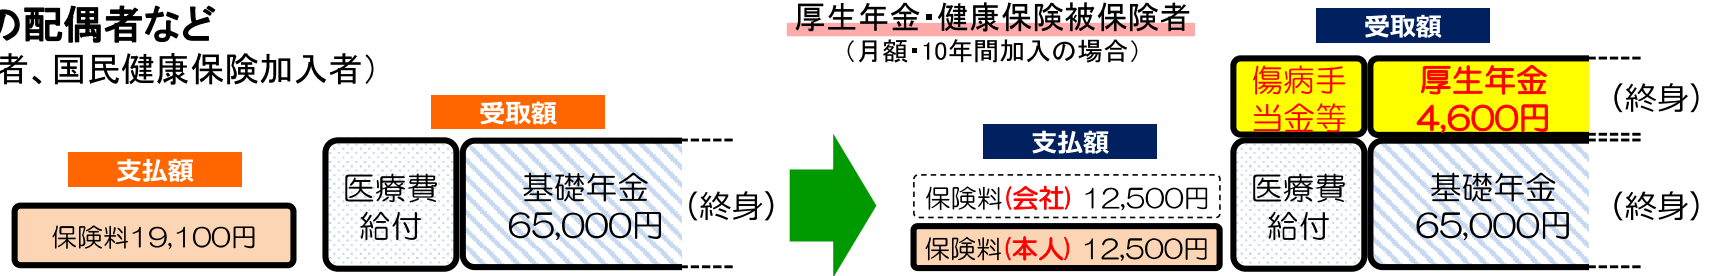 の配偶者など
者、国民健康保険加入者）
支払額
保険料19,100円
受取額
医療費
給付
基礎年金
65,000円
（終身）
厚生年金・健康保険被保険者
（月額・10年間加入の場合）
支払額
保険料(会社) 12,500円
保険料(本人) 12,500円
受取額
傷病手
当金等
厚生年金
4,600円
（終身）
医療費
給付
基礎年金
65,000円
（終身）